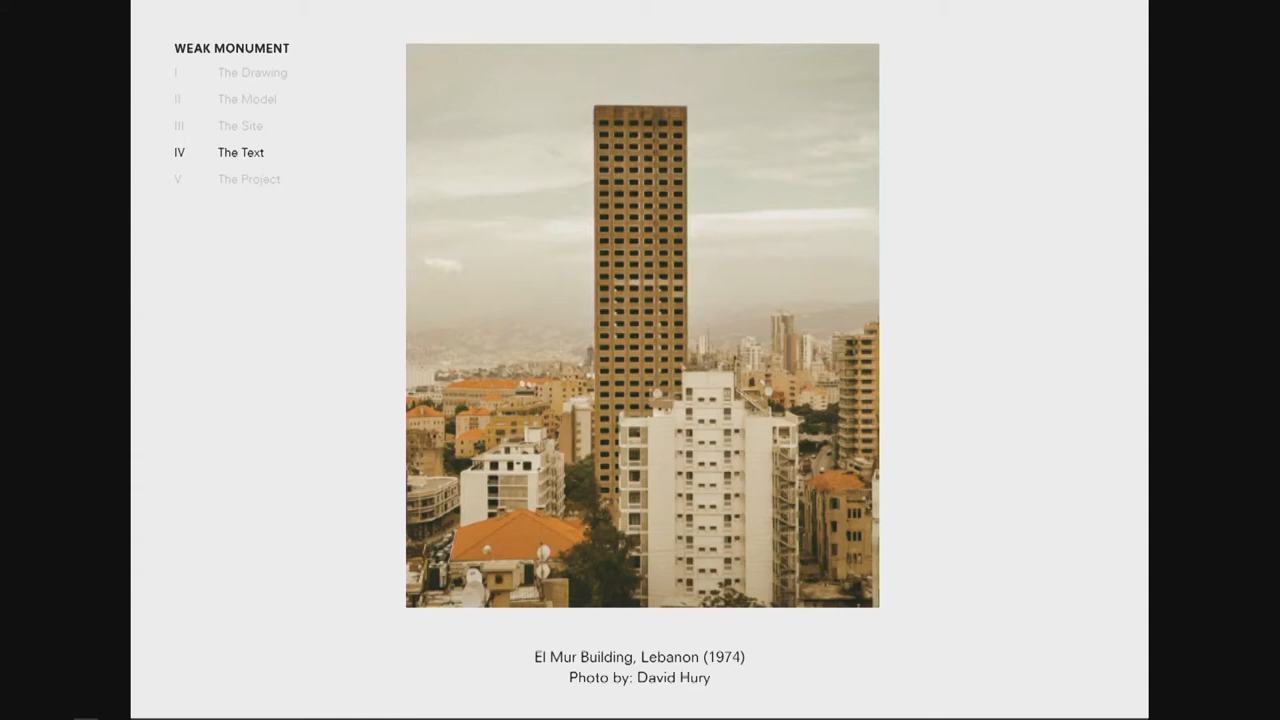 WEAK MONUMENT
I The Drawing
II The Model
III The Site
IV The Text
V The Project
El Mur Building, Lebanon (1974)
Photo by: David Hury